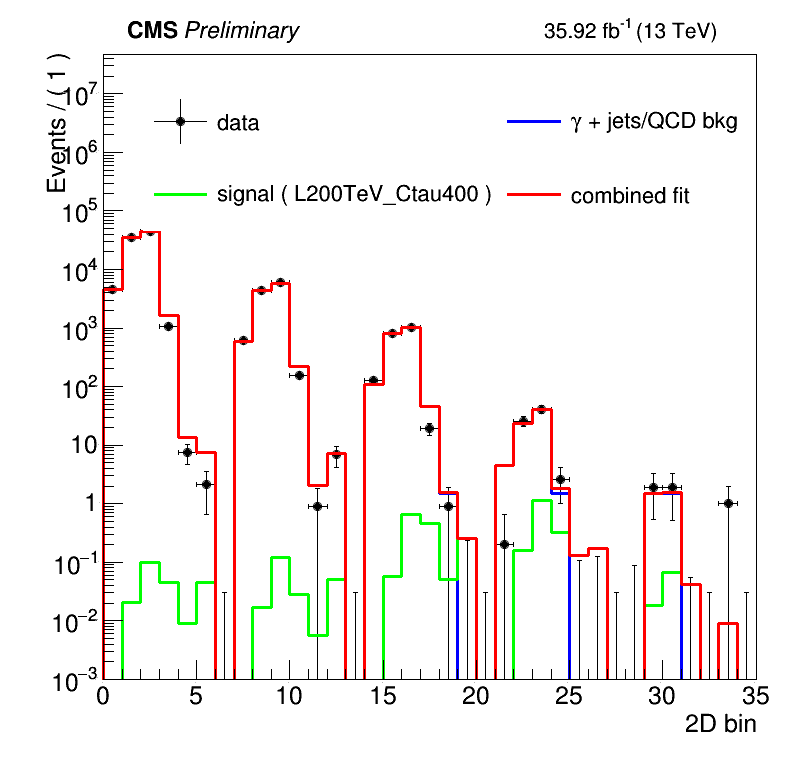 CMS Preliminary 35.92 fb⁻¹ (13 TeV)
Events / ( 1 )
data
γ + jets/QCD bkg
signal ( L200TeV_Ctau400 )
combined fit
10⁷
10⁶
10⁵
10⁴
10³
10²
10
1
10⁻¹
10⁻²
10⁻³
0 5 10 15 20 25 30 35
2D bin